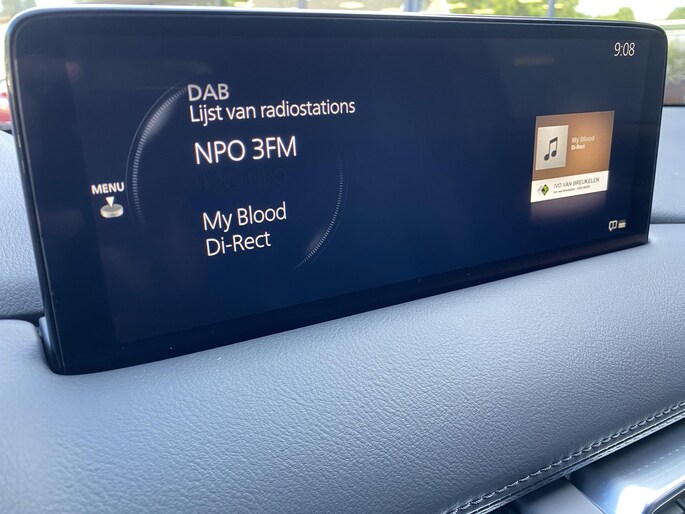 9:08
DAB
Lijst van radiostations
NPO 3FM
MENU
My Blood
Di-Rect
My Blood
Di-Rect
IVO VAN BREUKELEN